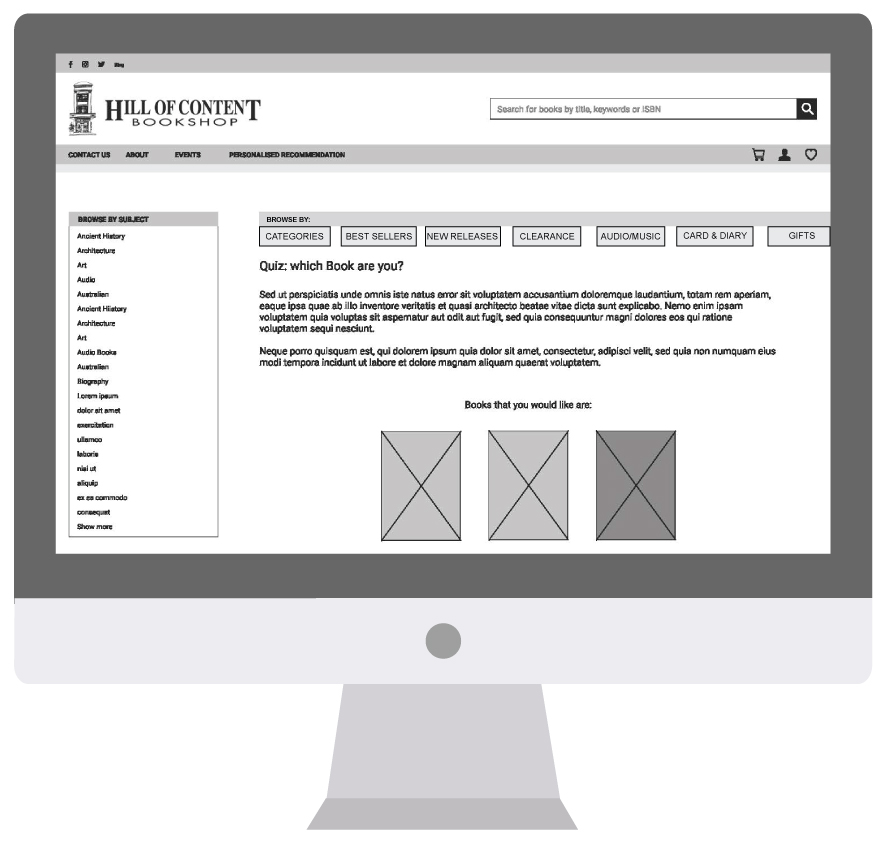 f Blog
HILL OF CONTENT
BOOKSHOP
Search for books by title, keywords or ISBN
CONTACT US ABOUT EVENTS PERSONALISED RECOMMENDATION
BROWSE BY SUBJECT
Ancient History
Architecture
Art
Audio
Australian
Ancient History
Architecture
Art
Audio Books
Australian
Biography
Lorem ipsum
dolor sit amet
exercitation
ullamco
laboris
nisi ut
aliquip
ex ea commodo
consequat
Show more
BROWSE BY:
CATEGORIES BEST SELLERS NEW RELEASES CLEARANCE AUDIO/MUSIC CARD & DIARY GIFTS
Quiz: which Book are you?
Sed ut perspiciatis unde omnis iste natus error sit voluptatem accusantium doloremque laudantium, totam rem aperiam,
eaque ipsa quae ab illo inventore veritatis et quasi architecto beatae vitae dicta sunt explicabo. Nemo enim ipsam
voluptatem quia voluptas sit aspernatur aut odit aut fugit, sed quia consequuntur magni dolores eos qui ratione
voluptatem sequi nesciunt.
Neque porro quisquam est, qui dolorem ipsum quia dolor sit amet, consectetur, adipisci velit, sed quia non numquam eius
modi tempora incidunt ut labore et dolore magnam aliquam quaerat voluptatem.
Books that you would like are: